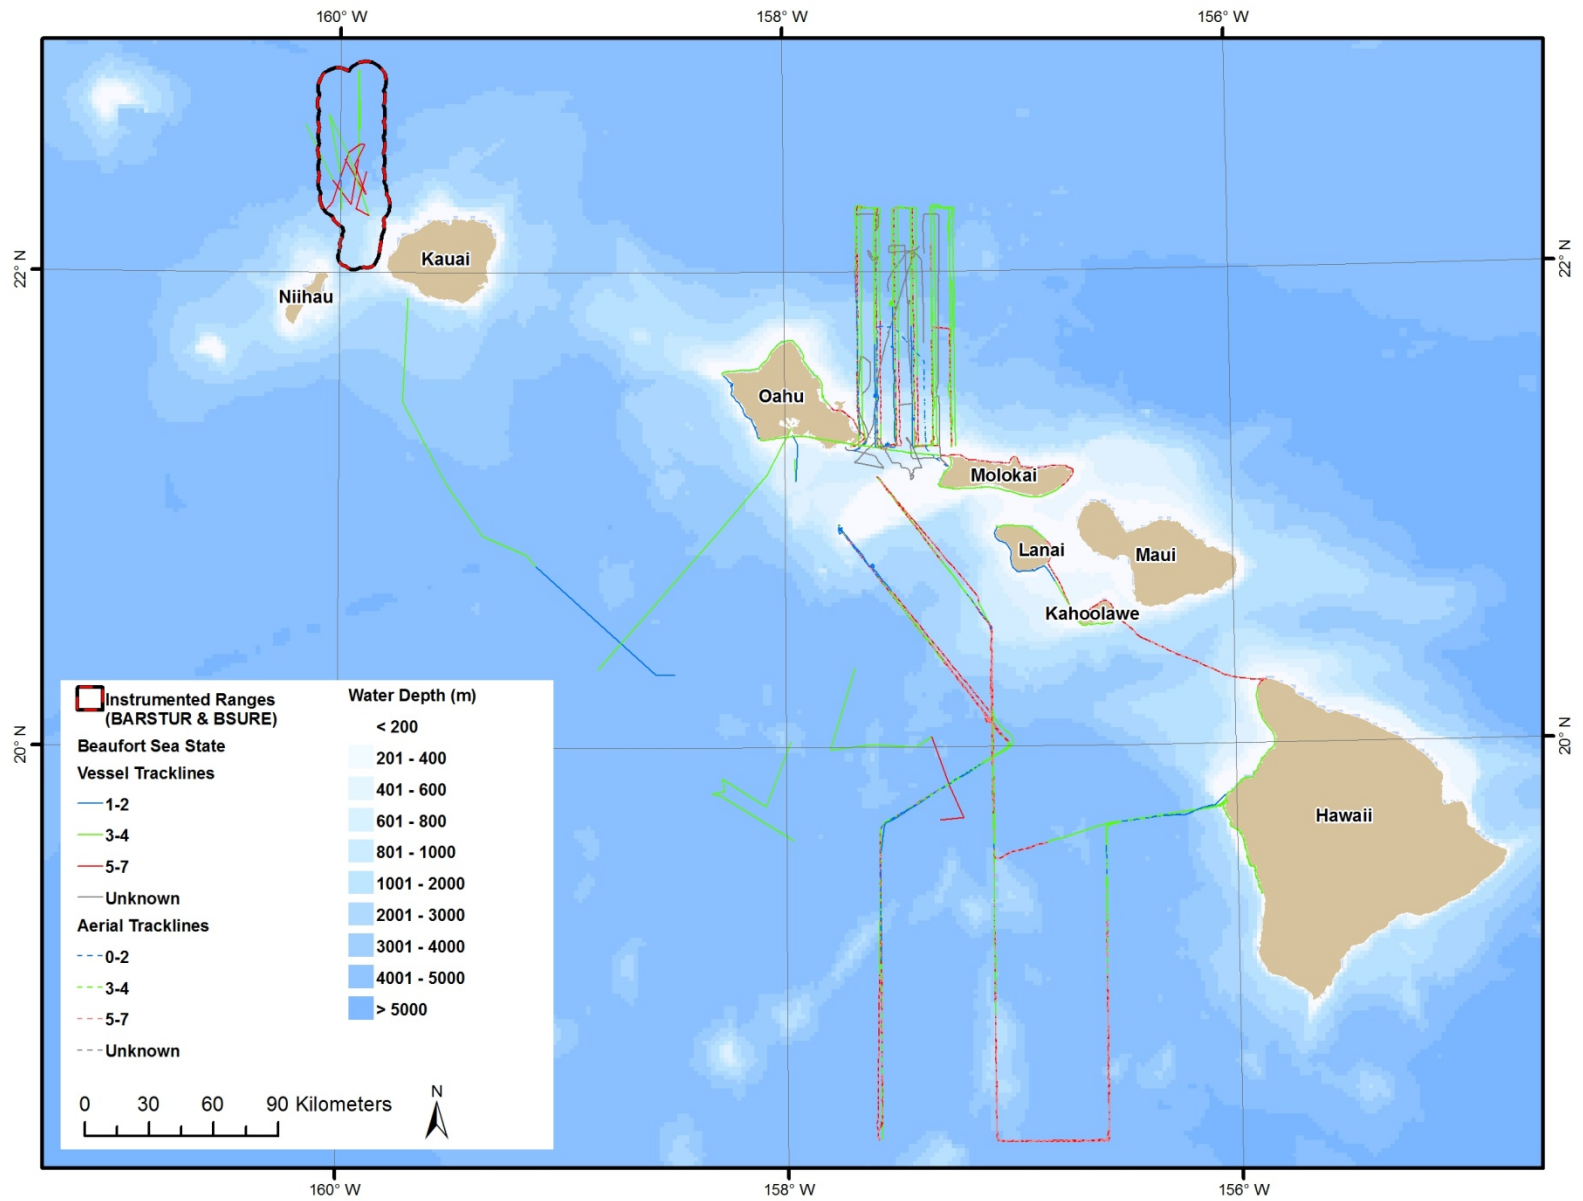 160° W
158° W
156° W
22° N
22° N
Kauai
Niihau
Oahu
Molokai
Lanai
Maui
Kahoolawe
Hawaii
20° N
20° N
Instrumented Ranges
(BARSTUR & BSURE)
Beaufort Sea State
Vessel Tracklines
1-2
3-4
5-7
Unknown
Aerial Tracklines
0-2
3-4
5-7
Unknown
Water Depth (m)
< 200
201 - 400
401 - 600
601 - 800
801 - 1000
1001 - 2000
2001 - 3000
3001 - 4000
4001 - 5000
> 5000
0 30 60 90 Kilometers
N
160° W
158° W
156° W